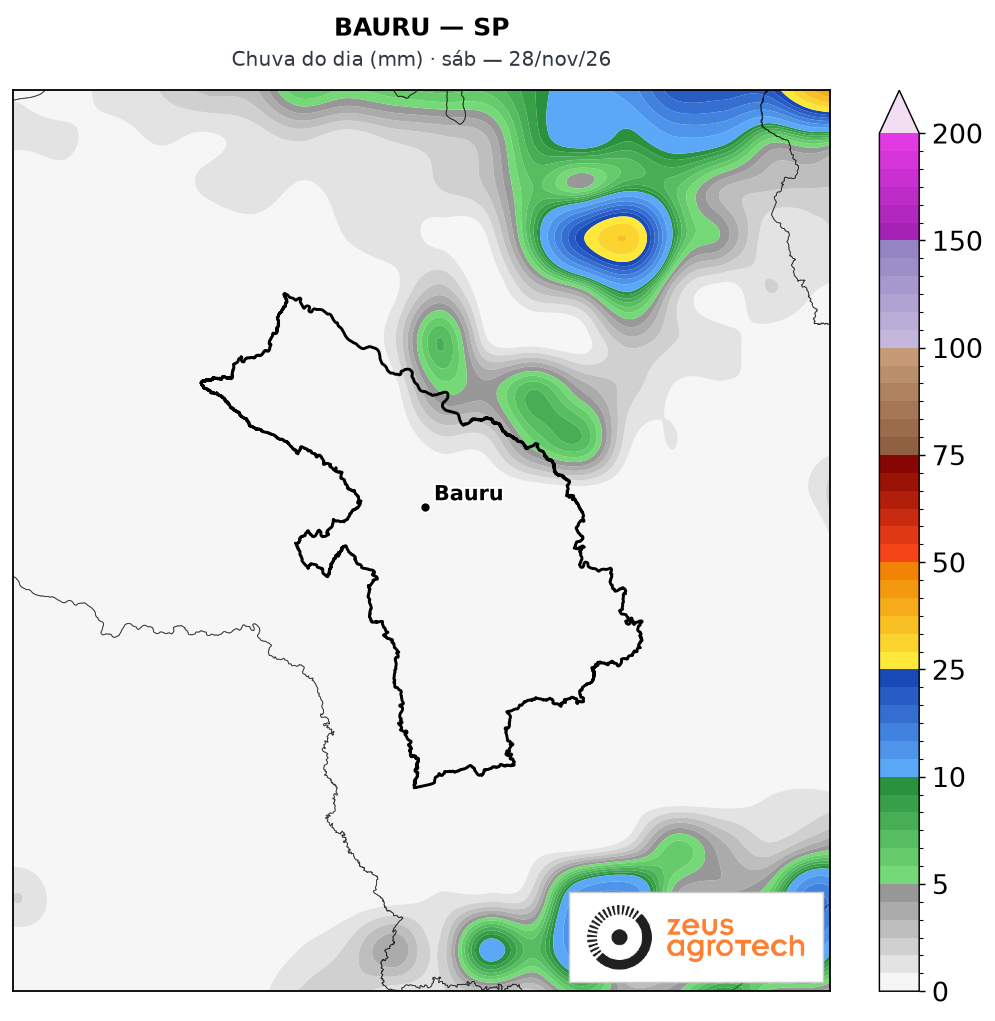 BAURU — SP
Chuva do dia (mm) · sáb — 28/nov/26
200
150
100
75
50
25
10
5
0
Bauru
zeus
agrotech